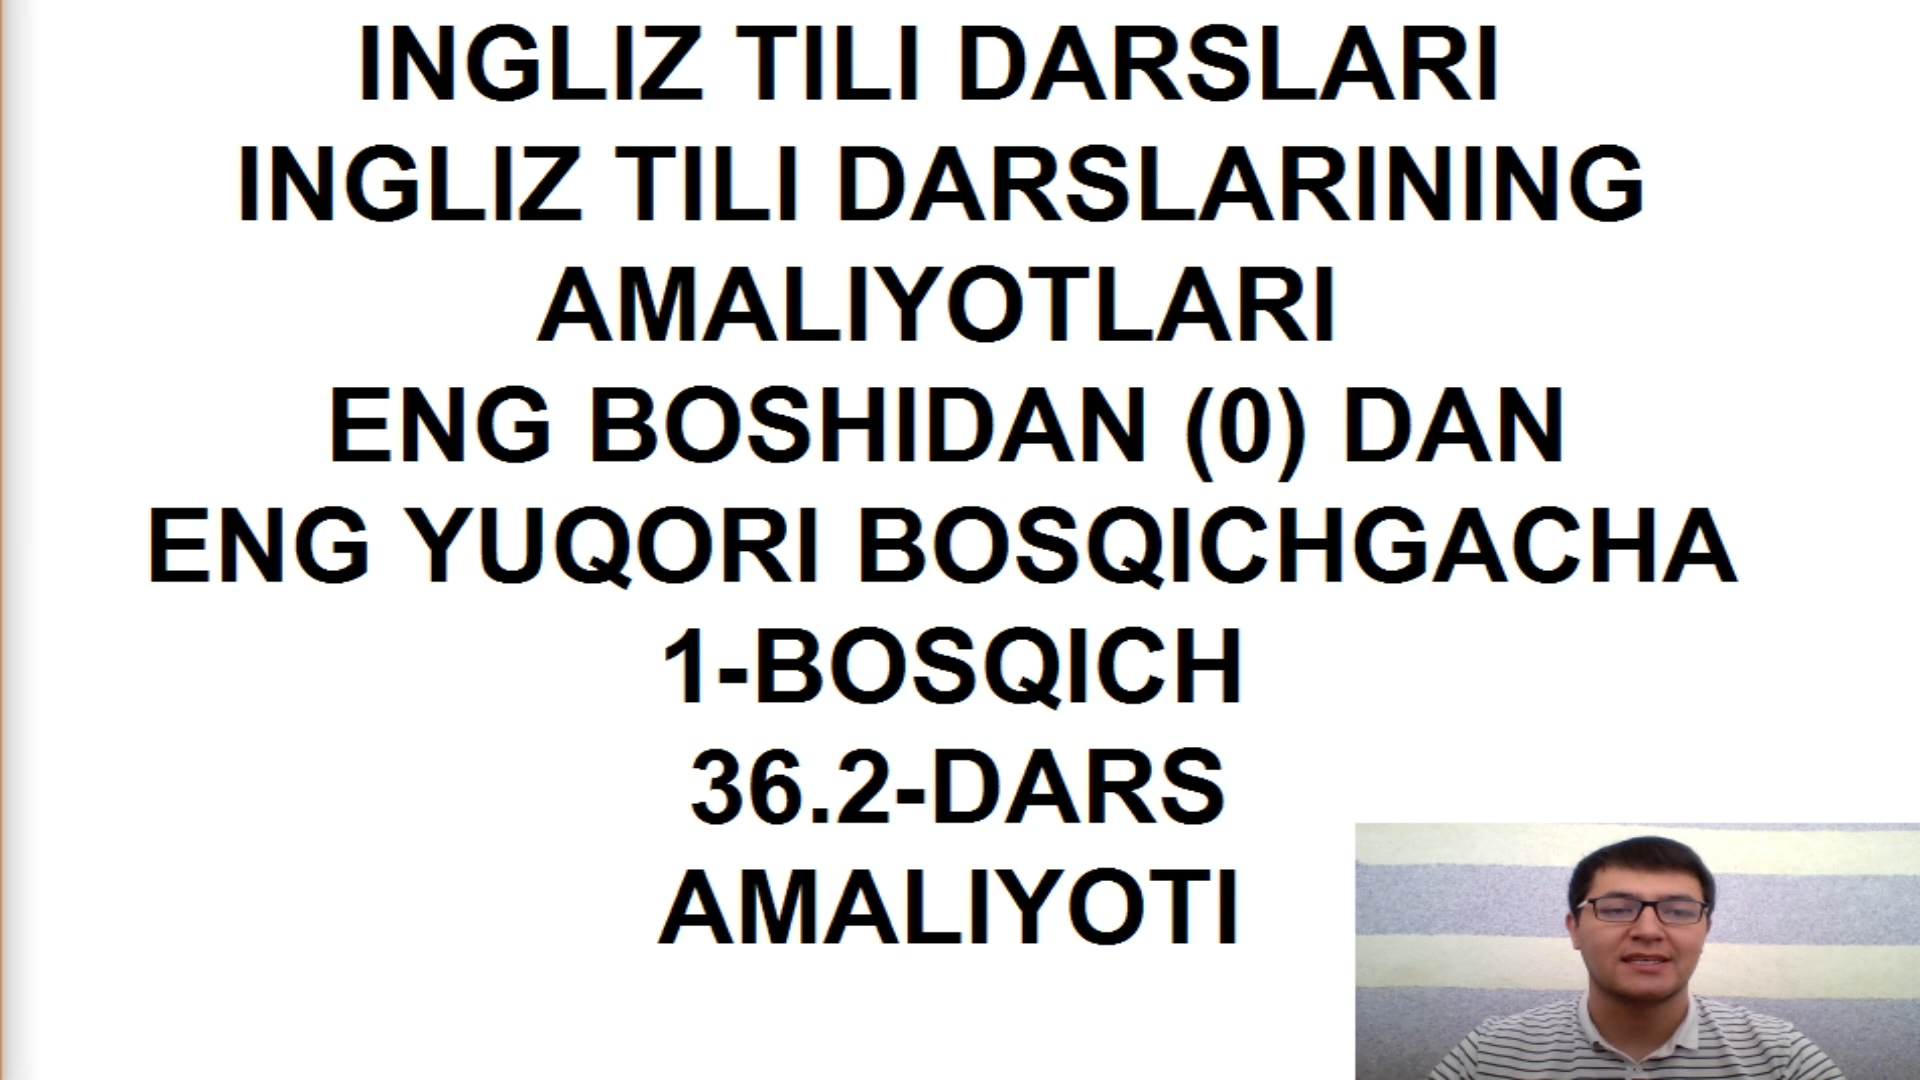 INGLIZ TILI DARSLARI
INGLIZ TILI DARSLARINING
AMALIYOTLARI
ENG BOSHIDAN (0) DAN
ENG YUQORI BOSQICHGACHA
1-BOSQICH
36.2-DARS
AMALIYOTI